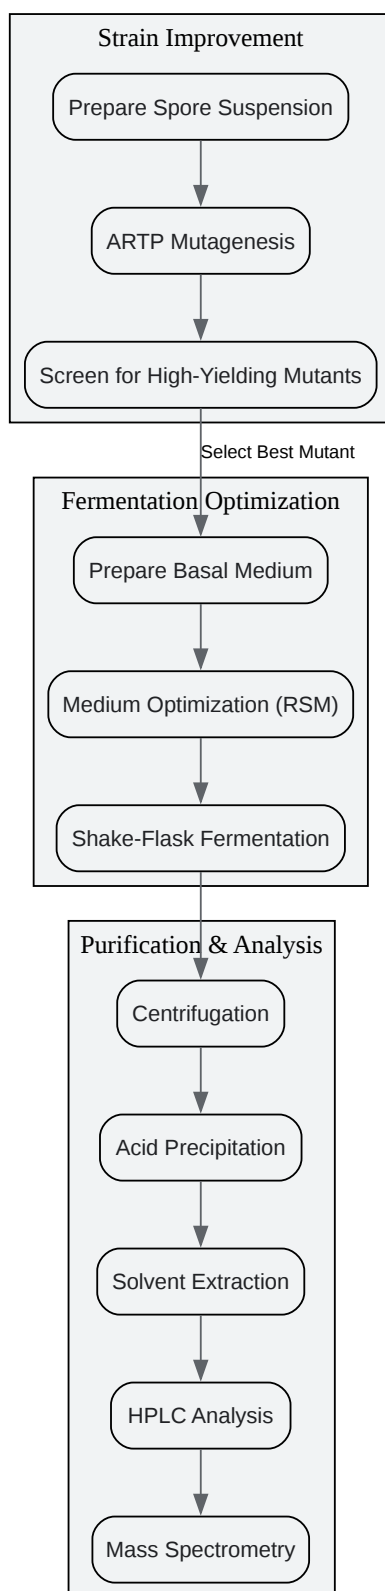 Strain Improvement
Prepare Spore Suspension
ARTP Mutagenesis
Screen for High-Yielding Mutants
Select Best Mutant
Fermentation Optimization
Prepare Basal Medium
Medium Optimization (RSM)
Shake-Flask Fermentation
Purification & Analysis
Centrifugation
Acid Precipitation
Solvent Extraction
HPLC Analysis
Mass Spectrometry